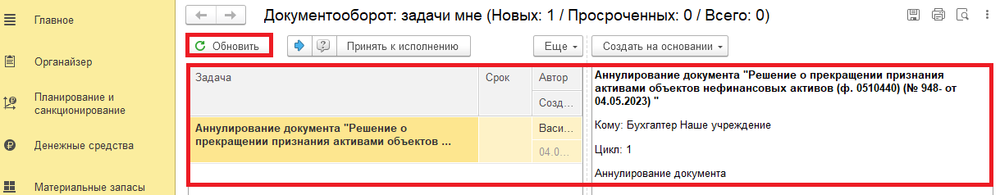 Главное
Органайзер
Планирование и
санкционирование
Денежные средства
Материальные запасы
Документооборот: задачи мне (Новых: 1 / Просроченных: 0 / Всего: 0)
Обновить
Принять к исполнению
Еще
Создать на основании
Задача
Срок
Автор
Созд...
Аннулирование документа "Решение о
прекращении признания активами объектов ...
Васи...
04.0...
Аннулирование документа "Решение о прекращении признания
активами объектов нефинансовых активов (ф. 0510440) (№ 948- от
04.05.2023) "
Кому: Бухгалтер Наше учреждение
Цикл: 1
Аннулирование документа